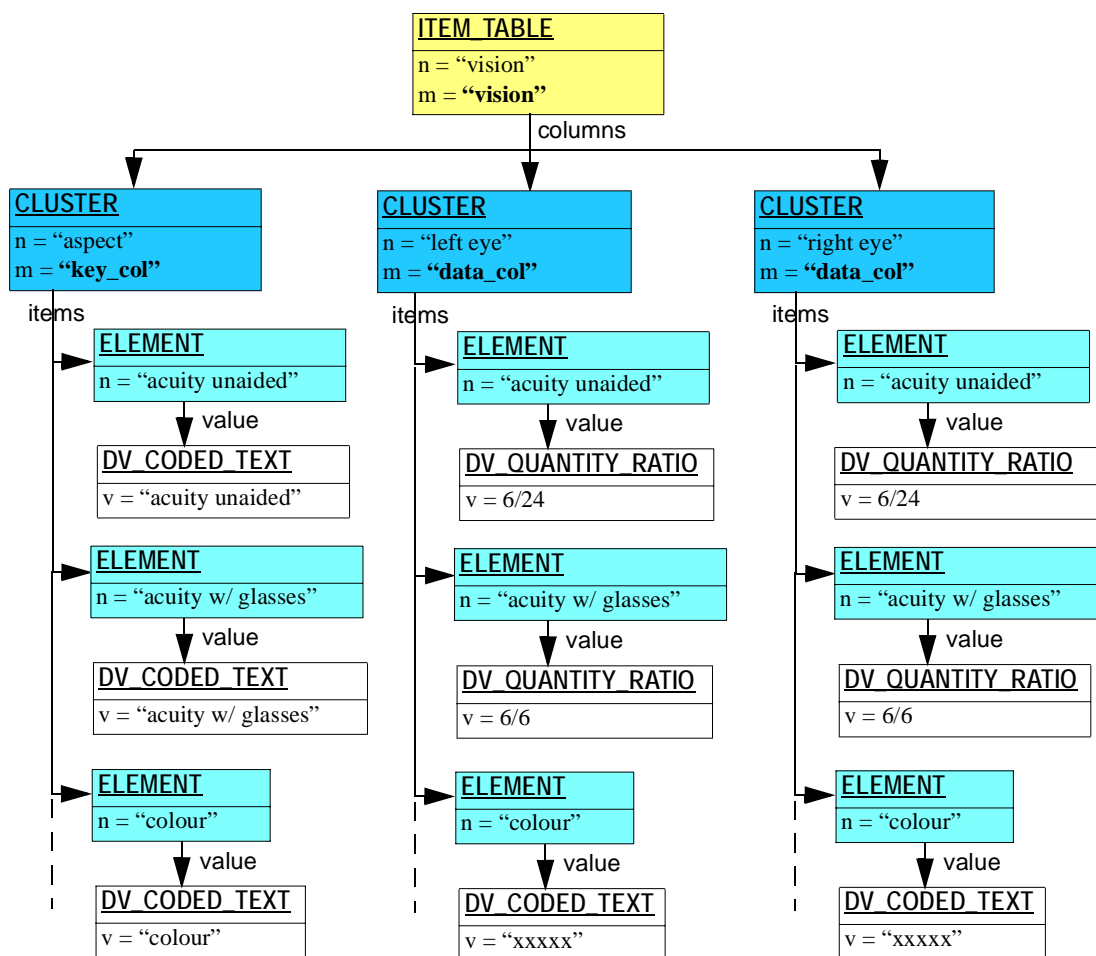 ITEM_TABLE
n = “vision”
m = “vision”
columns
CLUSTER
n = “aspect”
m = “key_col”
items
ELEMENT
n = “acuity unaided”
value
DV_CODED_TEXT
v = “acuity unaided”
ELEMENT
n = “acuity w/ glasses”
value
DV_CODED_TEXT
v = “acuity w/ glasses”
ELEMENT
n = “colour”
value
DV_CODED_TEXT
v = “colour”
CLUSTER
n = “left eye”
m = “data_col”
items
ELEMENT
n = “acuity unaided”
value
DV_QUANTITY_RATIO
v = 6/24
ELEMENT
n = “acuity w/ glasses”
value
DV_QUANTITY_RATIO
v = 6/6
ELEMENT
n = “colour”
value
DV_CODED_TEXT
v = “xxxxx”
CLUSTER
n = “right eye”
m = “data_col”
items
ELEMENT
n = “acuity unaided”
value
DV_QUANTITY_RATIO
v = 6/24
ELEMENT
n = “acuity w/ glasses”
value
DV_QUANTITY_RATIO
v = 6/6
ELEMENT
n = “colour”
value
DV_CODED_TEXT
v = “xxxxx”